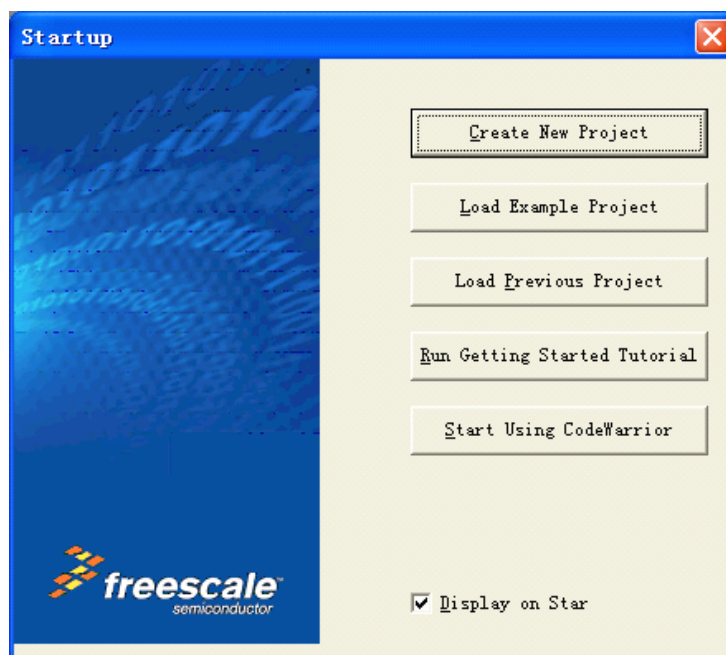 Startup
Create New Project
Load Example Project
Load Previous Project
Run Getting Started Tutorial
Start Using CodeWarrior
freescale™
semiconductor
Display on Star